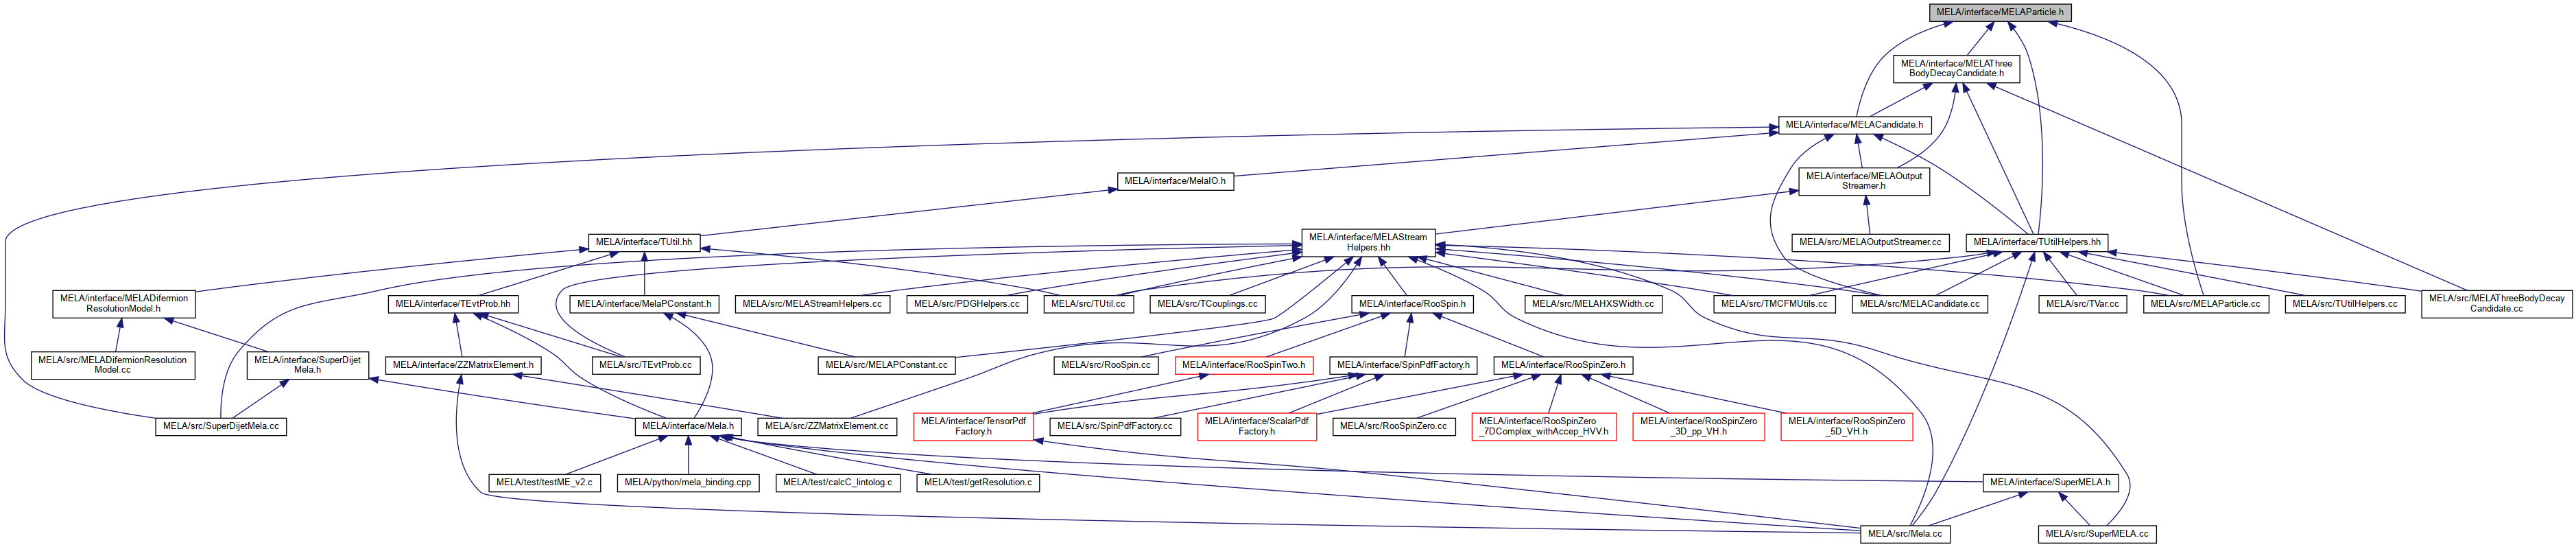 MELA/interface/MELAParticle.h
MELA/interface/MELAThree
BodyDecayCandidate.h
MELA/interface/MELACandidate.h
MELA/interface/MelaIO.h
MELA/interface/MELAOutput
Streamer.h
MELA/interface/TUtil.hh
MELA/interface/MELAStream
Helpers.hh
MELA/src/MELAOutputStreamer.cc
MELA/interface/TUtilHelpers.hh
MELA/interface/MELADifermion
ResolutionModel.h
MELA/interface/TEvtProb.hh
MELA/interface/MelaPConstant.h
MELA/src/MELAStreamHelpers.cc
MELA/src/PDGHelpers.cc
MELA/src/TUtil.cc
MELA/src/TCouplings.cc
MELA/interface/RooSpin.h
MELA/src/MELAHXSWidth.cc
MELA/src/TMCFMUtils.cc
MELA/src/MELACandidate.cc
MELA/src/TVar.cc
MELA/src/MELAParticle.cc
MELA/src/TUtilHelpers.cc
MELA/src/MELAThreeBodyDecay
Candidate.cc
MELA/src/MELADifermionResolution
Model.cc
MELA/interface/SuperDijet
Mela.h
MELA/interface/ZZMatrixElement.h
MELA/src/TEvtProb.cc
MELA/src/MELAPConstant.cc
MELA/src/RooSpin.cc
MELA/interface/RooSpinTwo.h
MELA/interface/SpinPdfFactory.h
MELA/interface/RooSpinZero.h
MELA/src/SuperDijetMela.cc
MELA/interface/Mela.h
MELA/src/ZZMatrixElement.cc
MELA/interface/TensorPdf
Factory.h
MELA/src/SpinPdfFactory.cc
MELA/interface/ScalarPdf
Factory.h
MELA/src/RooSpinZero.cc
MELA/interface/RooSpinZero
_7DComplex_withAccep_HVV.h
MELA/interface/RooSpinZero
_3D_pp_VH.h
MELA/interface/RooSpinZero
_5D_VH.h
MELA/test/testME_v2.c
MELA/python/mela_binding.cpp
MELA/test/calcC_lintolog.c
MELA/test/getResolution.c
MELA/interface/SuperMELA.h
MELA/src/Mela.cc
MELA/src/SuperMELA.cc